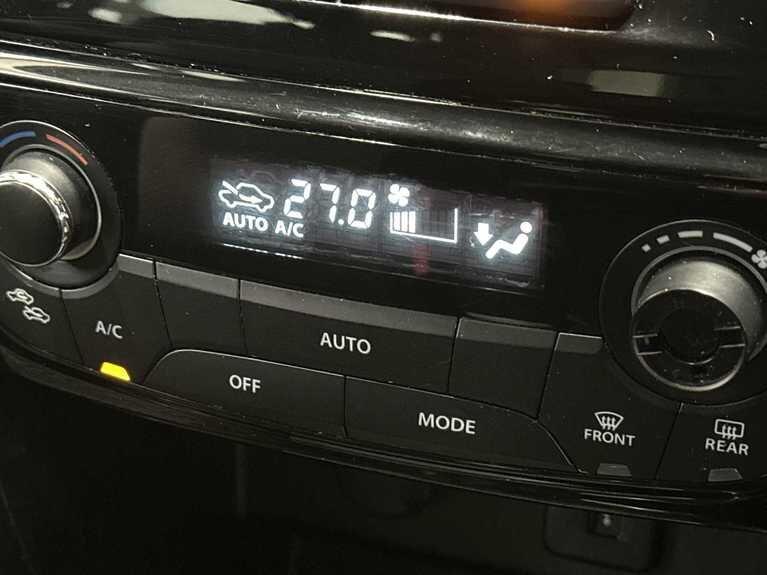 27.0
AUTO A/C
A/C
AUTO
OFF
MODE
FRONT
REAR